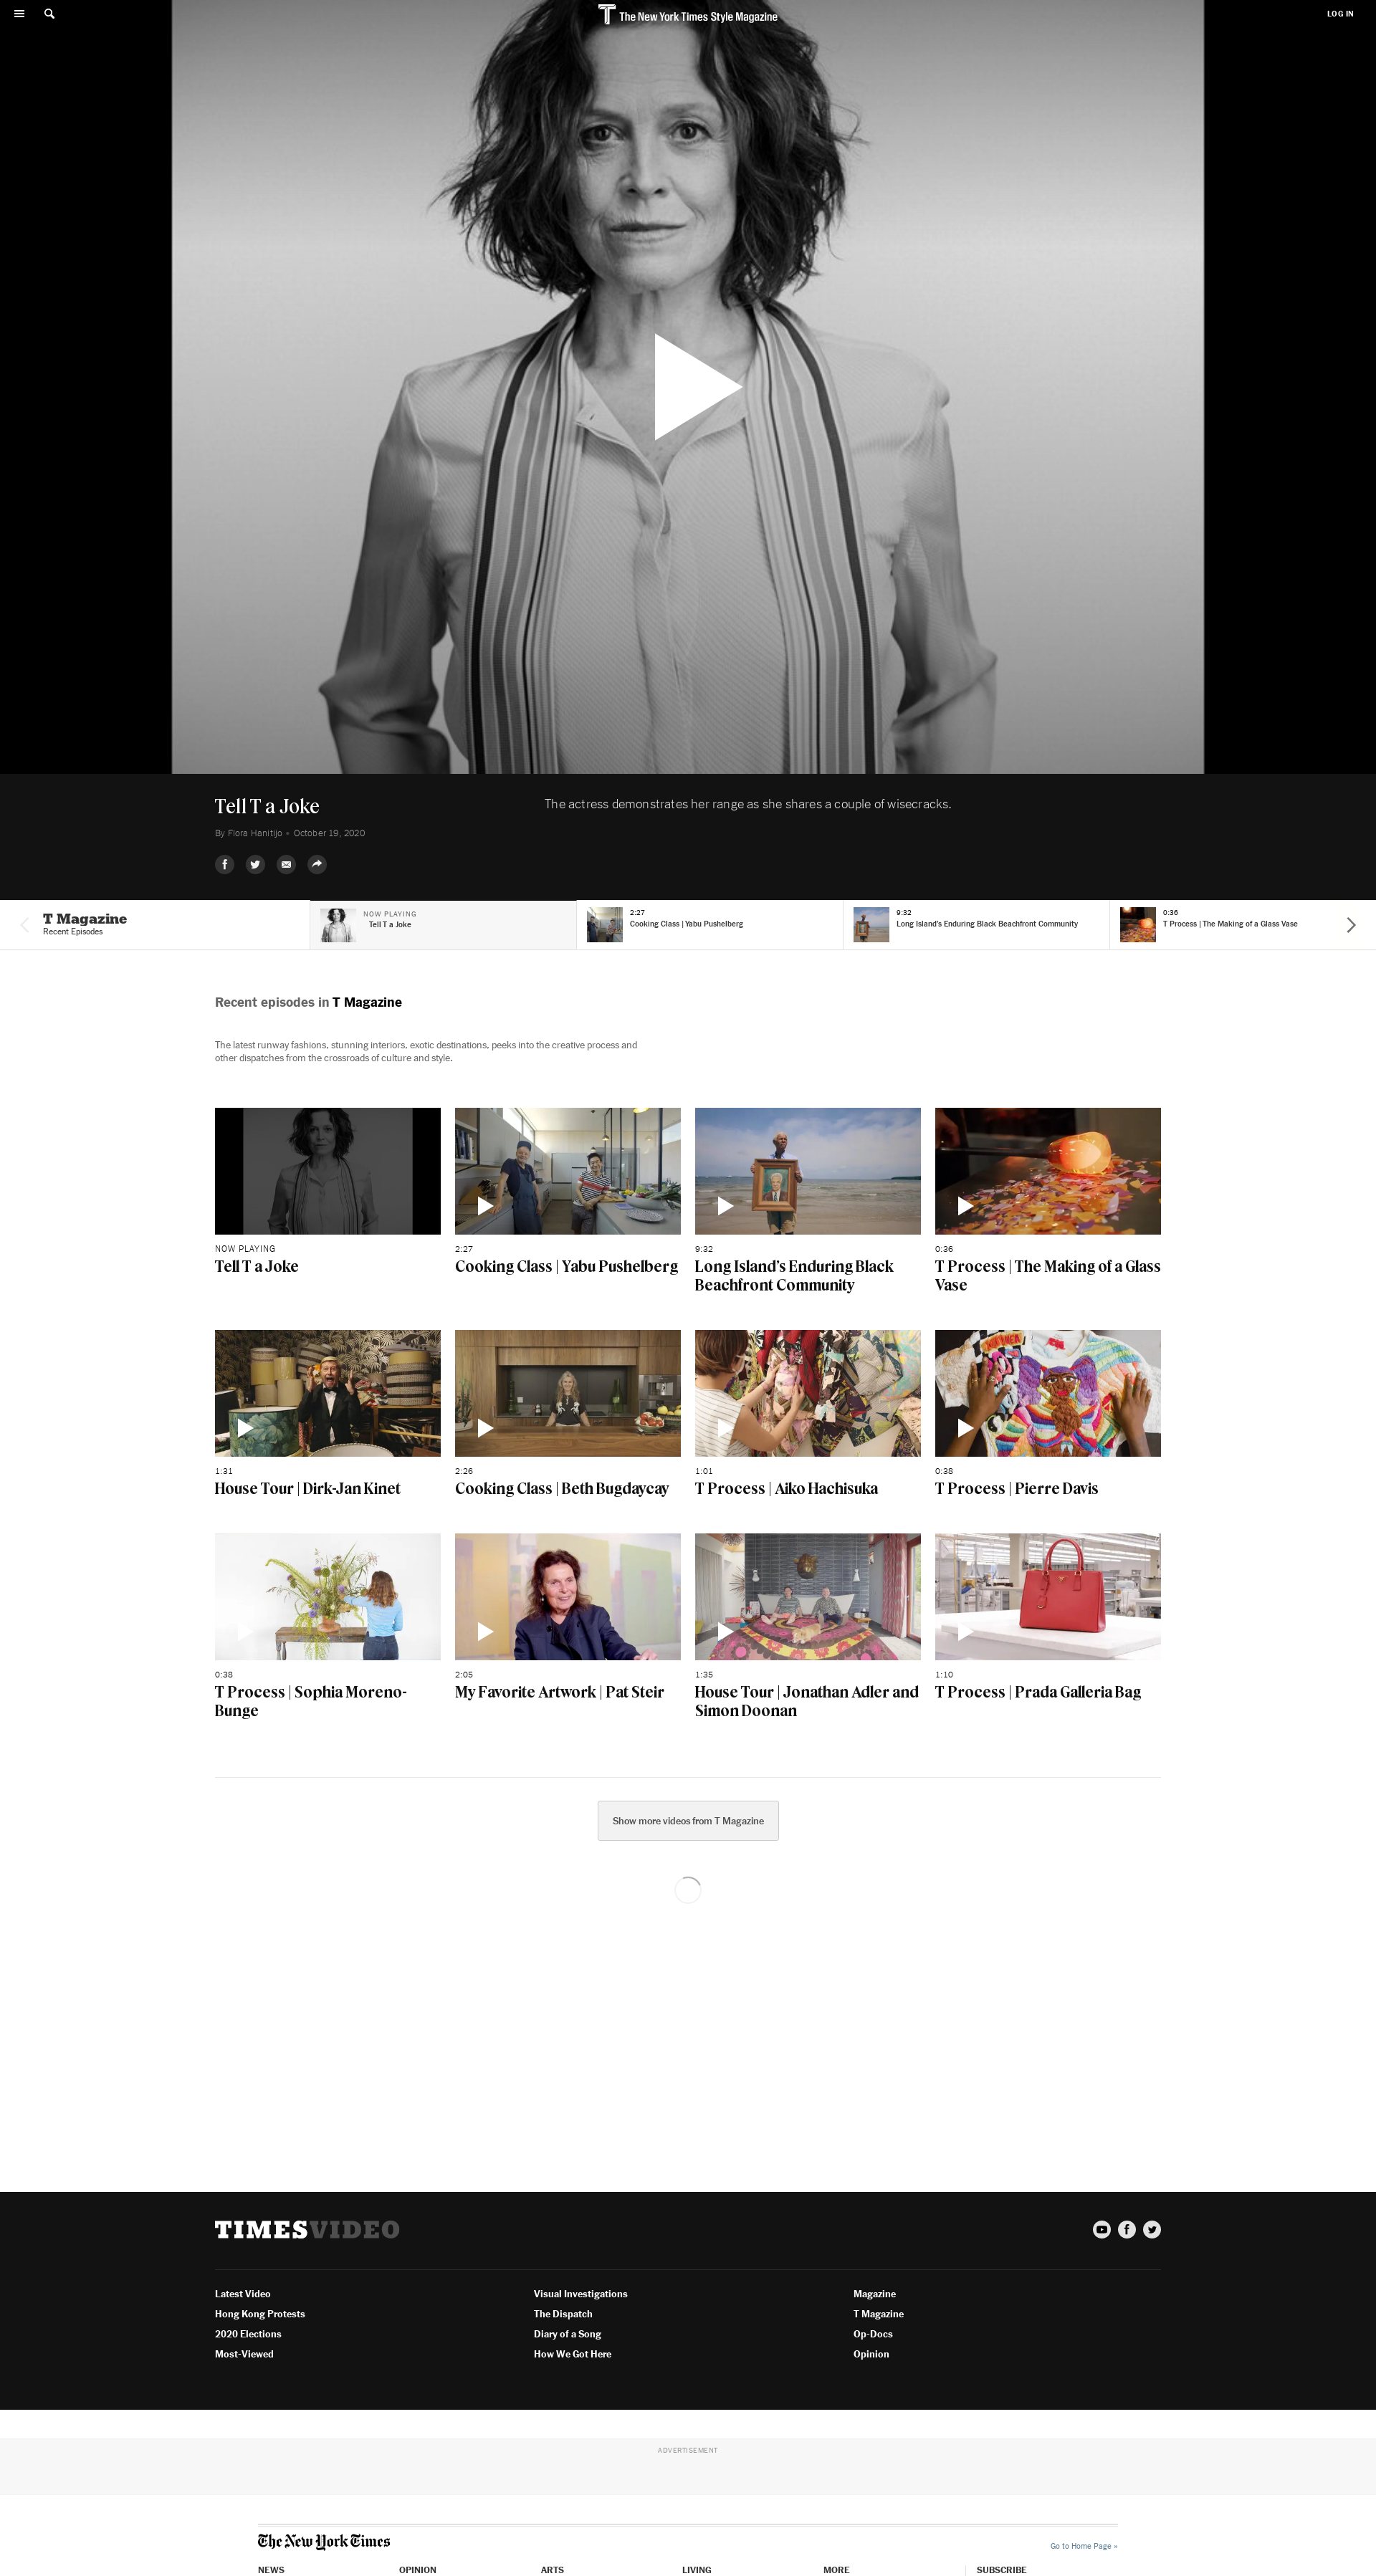 The New York Times Style Magazine
LOG IN
Tell T a Joke
The actress demonstrates her range as she shares a couple of wisecracks.
By Flora Hanitijo • October 19, 2020
T Magazine
Recent Episodes
NOW PLAYING
Tell T a Joke
2:27
Cooking Class | Yabu Pushelberg
9:32
Long Island's Enduring Black Beachfront Community
0:36
T Process | The Making of a Glass Vase
Recent episodes in T Magazine
The latest runway fashions, stunning interiors, exotic destinations, peeks into the creative process and
other dispatches from the crossroads of culture and style.
NOW PLAYING
Tell T a Joke
2:27
Cooking Class | Yabu Pushelberg
9:32
Long Island's Enduring Black
Beachfront Community
0:36
T Process | The Making of a Glass
Vase
1:31
House Tour | Dirk-Jan Kinet
2:26
Cooking Class | Beth Bugdaycay
1:01
T Process | Aiko Hachisuka
0:38
T Process | Pierre Davis
0:38
T Process | Sophia Moreno-
Bunge
2:05
My Favorite Artwork | Pat Steir
1:35
House Tour | Jonathan Adler and
Simon Doonan
1:10
T Process | Prada Galleria Bag
Show more videos from T Magazine
TIMESVIDEO
Latest Video
Hong Kong Protests
2020 Elections
Most-Viewed
Visual Investigations
The Dispatch
Diary of a Song
How We Got Here
Magazine
T Magazine
Op-Docs
Opinion
ADVERTISEMENT
The New York Times
Go to Home Page »
NEWS
OPINION
ARTS
LIVING
MORE
SUBSCRIBE